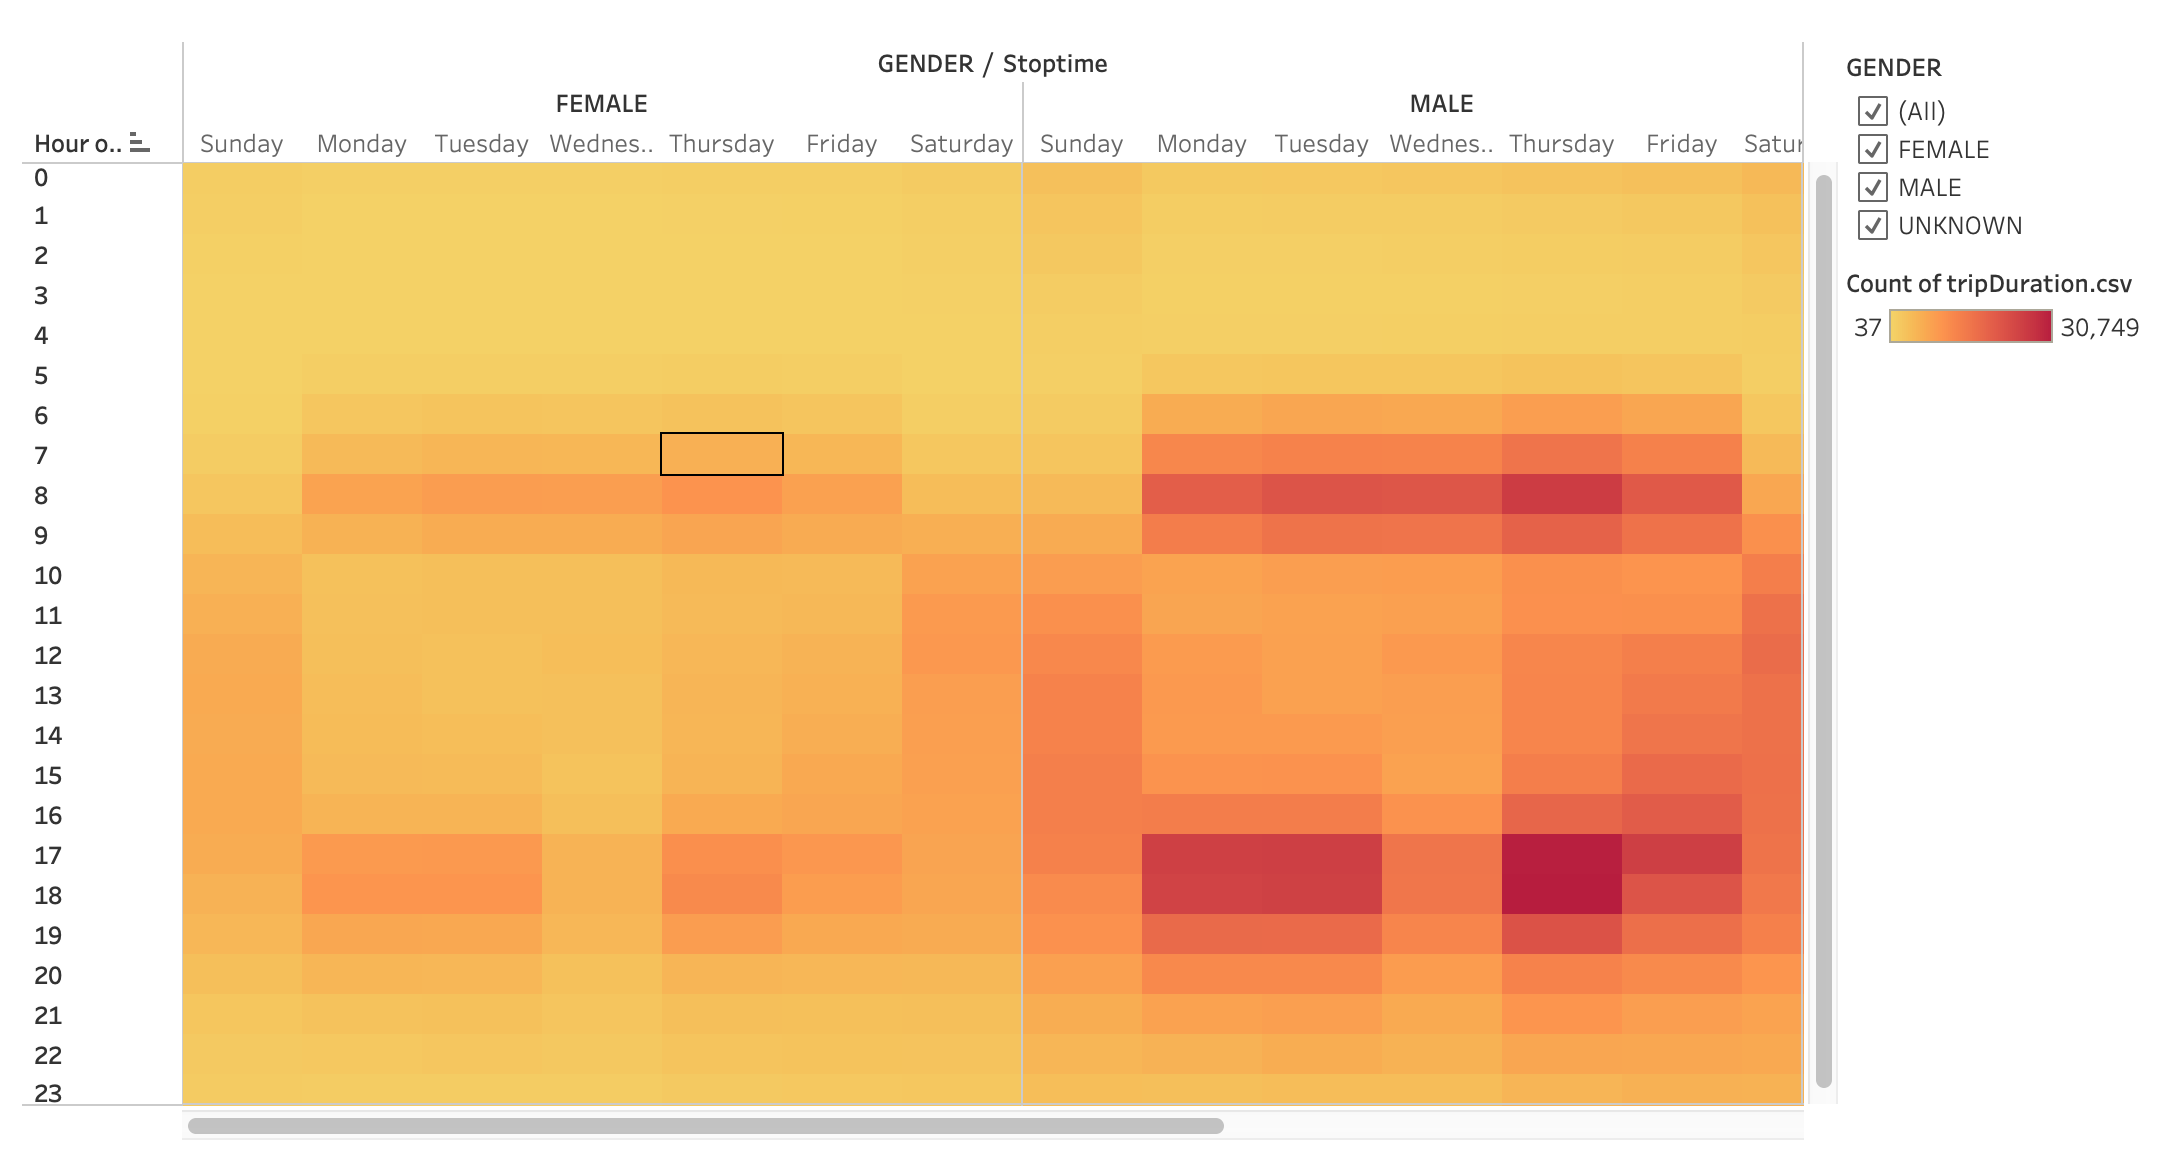 GENDER / Stoptime
FEMALE MALE
Hour o.. Sunday Monday Tuesday Wednes.. Thursday Friday Saturday Sunday Monday Tuesday Wednes.. Thursday Friday Satur
0
1
2
3
4
5
6
7
8
9
10
11
12
13
14
15
16
17
18
19
20
21
22
23
GENDER
(All)
FEMALE
MALE
UNKNOWN
Count of tripDuration.csv
37 30,749